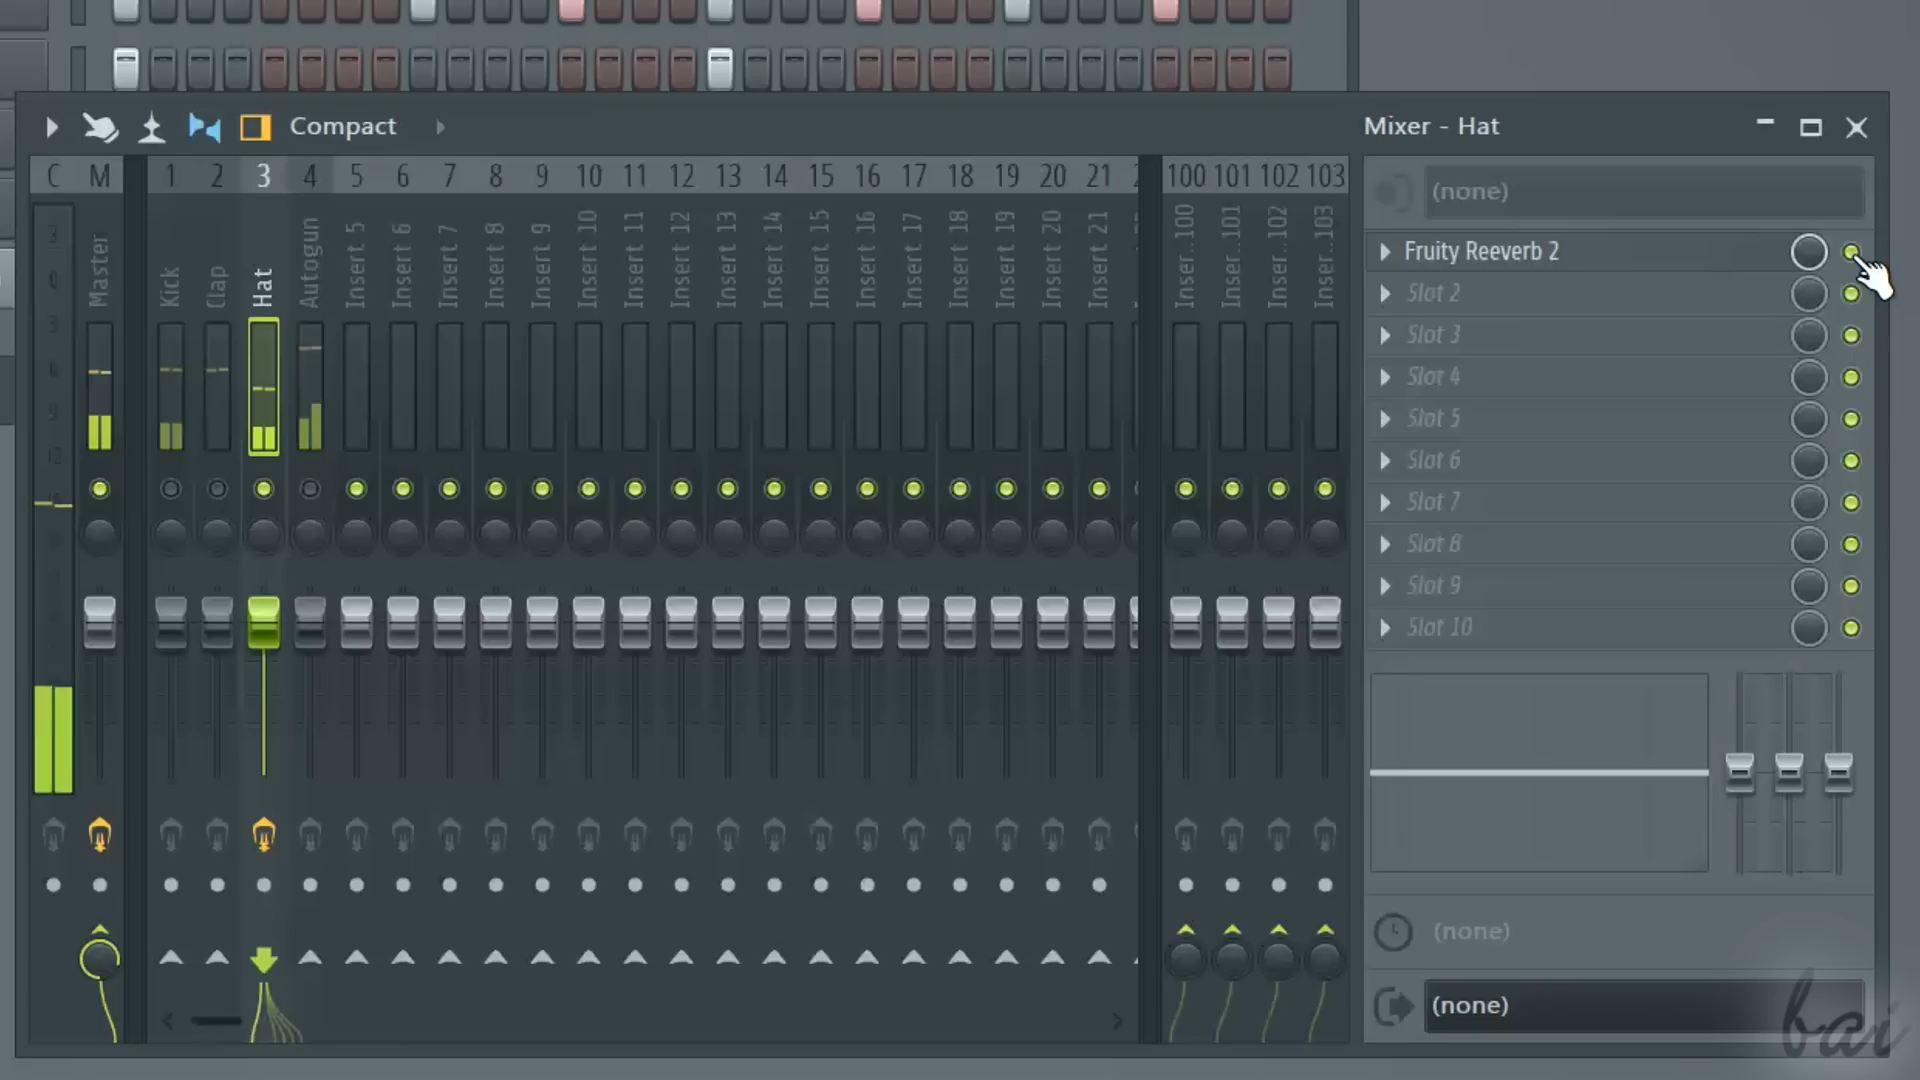 Compact
Mixer - Hat
C M 1 2 3 4 5 6 7 8 9 10 11 12 13 14 15 16 17 18 19 20 21 100 101 102 103
(none)
Master
Kick
Clap
Hat
Autogun
Insert 5
Insert 6
Insert 7
Insert 8
Insert 9
Insert 10
Insert 11
Insert 12
Insert 13
Insert 14
Insert 15
Insert 16
Insert 17
Insert 18
Insert 19
Insert 20
Insert 21
Inser..100
Inser..101
Inser..102
Inser..103
Fruity Reeverb 2
Slot 2
Slot 3
Slot 4
Slot 5
Slot 6
Slot 7
Slot 8
Slot 9
Slot 10
(none)
(none)
bai